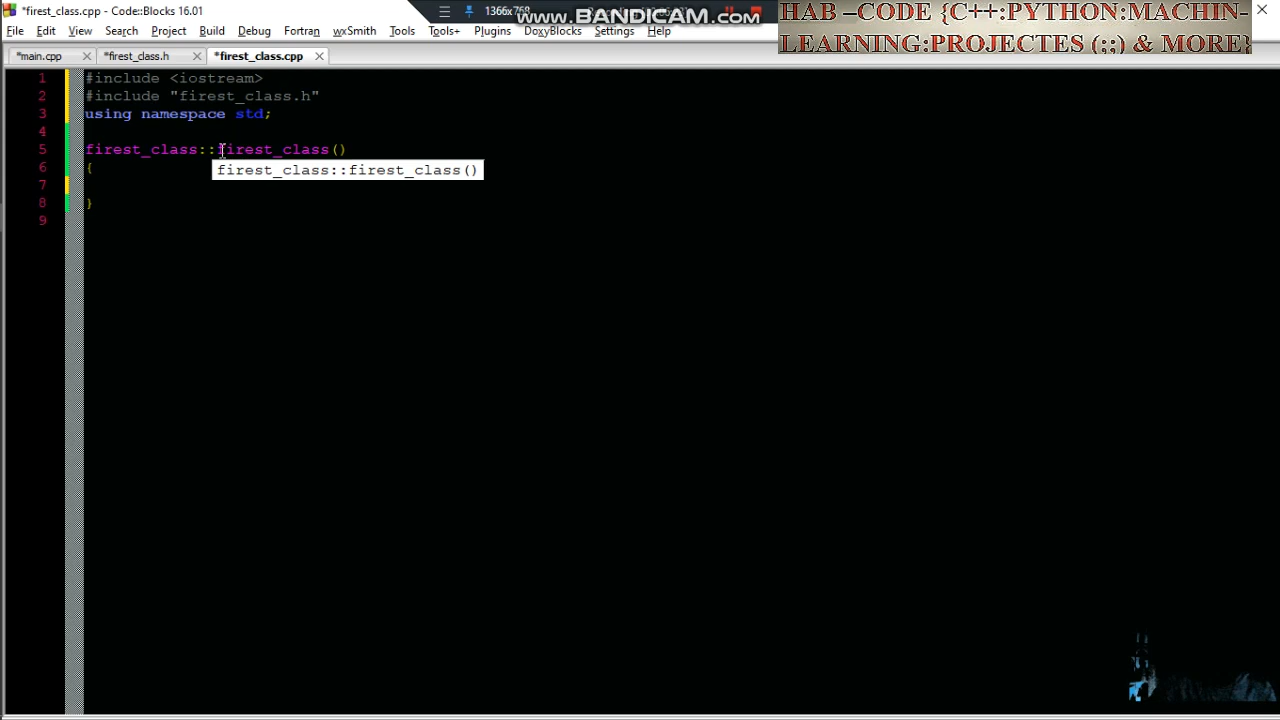 *firest_class.cpp - Code::Blocks 16.01
1366x768
www.BANDICAM.com
HAB –CODE {C++:PYTHON:MACHIN-
LEARNING:PROJECTES (;;) & MORE}
File Edit View Search Project Build Debug Fortran wxSmith Tools Tools+ Plugins DoxyBlocks Settings Help
*main.cpp *firest_class.h *firest_class.cpp
1 #include <iostream>
2 #include "firest_class.h"
3 using namespace std;
4
5 firest_class::firest_class()
6 {
firest_class::firest_class()
7
8 }
9